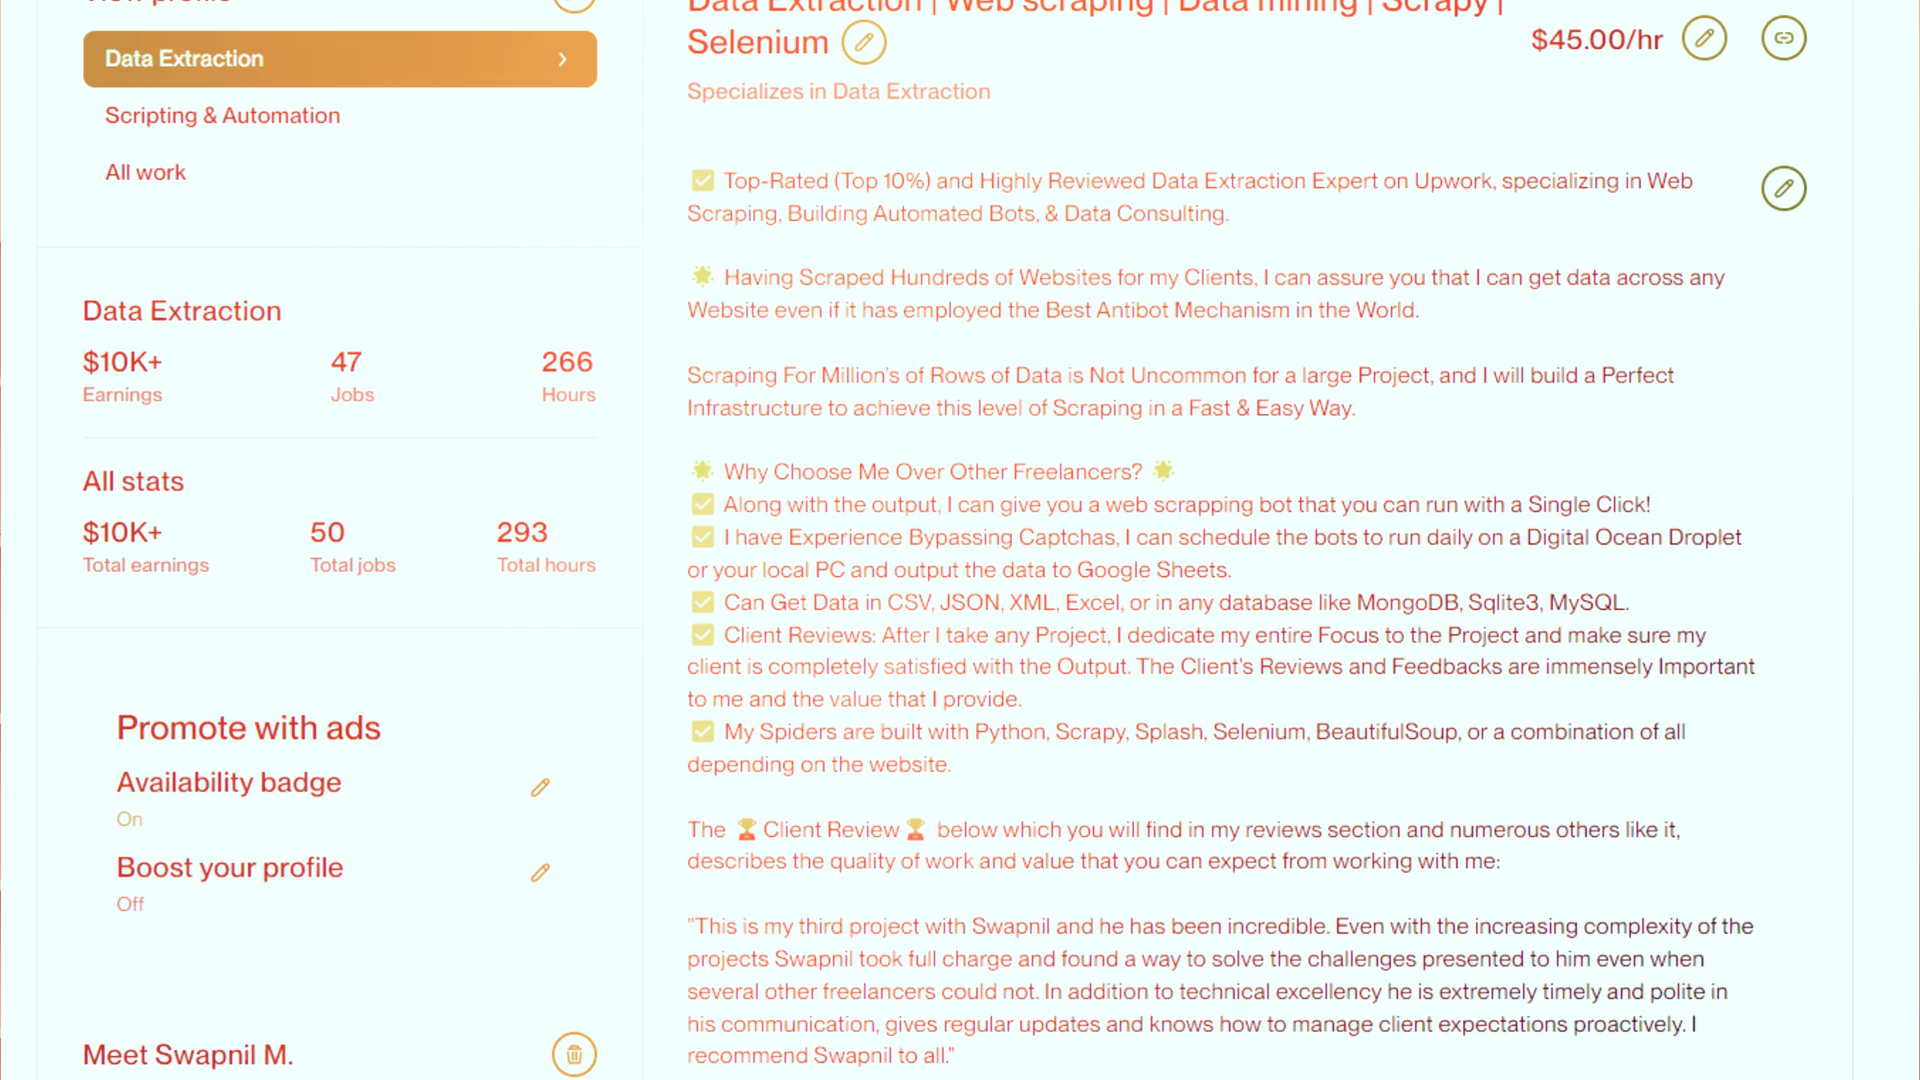 View profile
Data Extraction
Scripting & Automation
All work
Data Extraction
$10K+ 47 266
Earnings Jobs Hours
All stats
$10K+ 50 293
Total earnings Total jobs Total hours
Promote with ads
Availability badge
On
Boost your profile
Off
Meet Swapnil M.
Data Extraction | Web scraping | Data mining | Scrapy |
Selenium
$45.00/hr
Specializes in Data Extraction
✅ Top-Rated (Top 10%) and Highly Reviewed Data Extraction Expert on Upwork, specializing in Web
Scraping, Building Automated Bots, & Data Consulting.
🌟 Having Scraped Hundreds of Websites for my Clients, I can assure you that I can get data across any
Website even if it has employed the Best Antibot Mechanism in the World.
Scraping For Million's of Rows of Data is Not Uncommon for a large Project, and I will build a Perfect
Infrastructure to achieve this level of Scraping in a Fast & Easy Way.
🌟 Why Choose Me Over Other Freelancers? 🌟
✅ Along with the output, I can give you a web scrapping bot that you can run with a Single Click!
✅ I have Experience Bypassing Captchas, I can schedule the bots to run daily on a Digital Ocean Droplet
or your local PC and output the data to Google Sheets.
✅ Can Get Data in CSV, JSON, XML, Excel, or in any database like MongoDB, Sqlite3, MySQL.
✅ Client Reviews: After I take any Project, I dedicate my entire Focus to the Project and make sure my
client is completely satisfied with the Output. The Client's Reviews and Feedbacks are immensely Important
to me and the value that I provide.
✅ My Spiders are built with Python, Scrapy, Splash, Selenium, BeautifulSoup, or a combination of all
depending on the website.
The 🏆 Client Review 🏆 below which you will find in my reviews section and numerous others like it,
describes the quality of work and value that you can expect from working with me:
"This is my third project with Swapnil and he has been incredible. Even with the increasing complexity of the
projects Swapnil took full charge and found a way to solve the challenges presented to him even when
several other freelancers could not. In addition to technical excellency he is extremely timely and polite in
his communication, gives regular updates and knows how to manage client expectations proactively. I
recommend Swapnil to all."